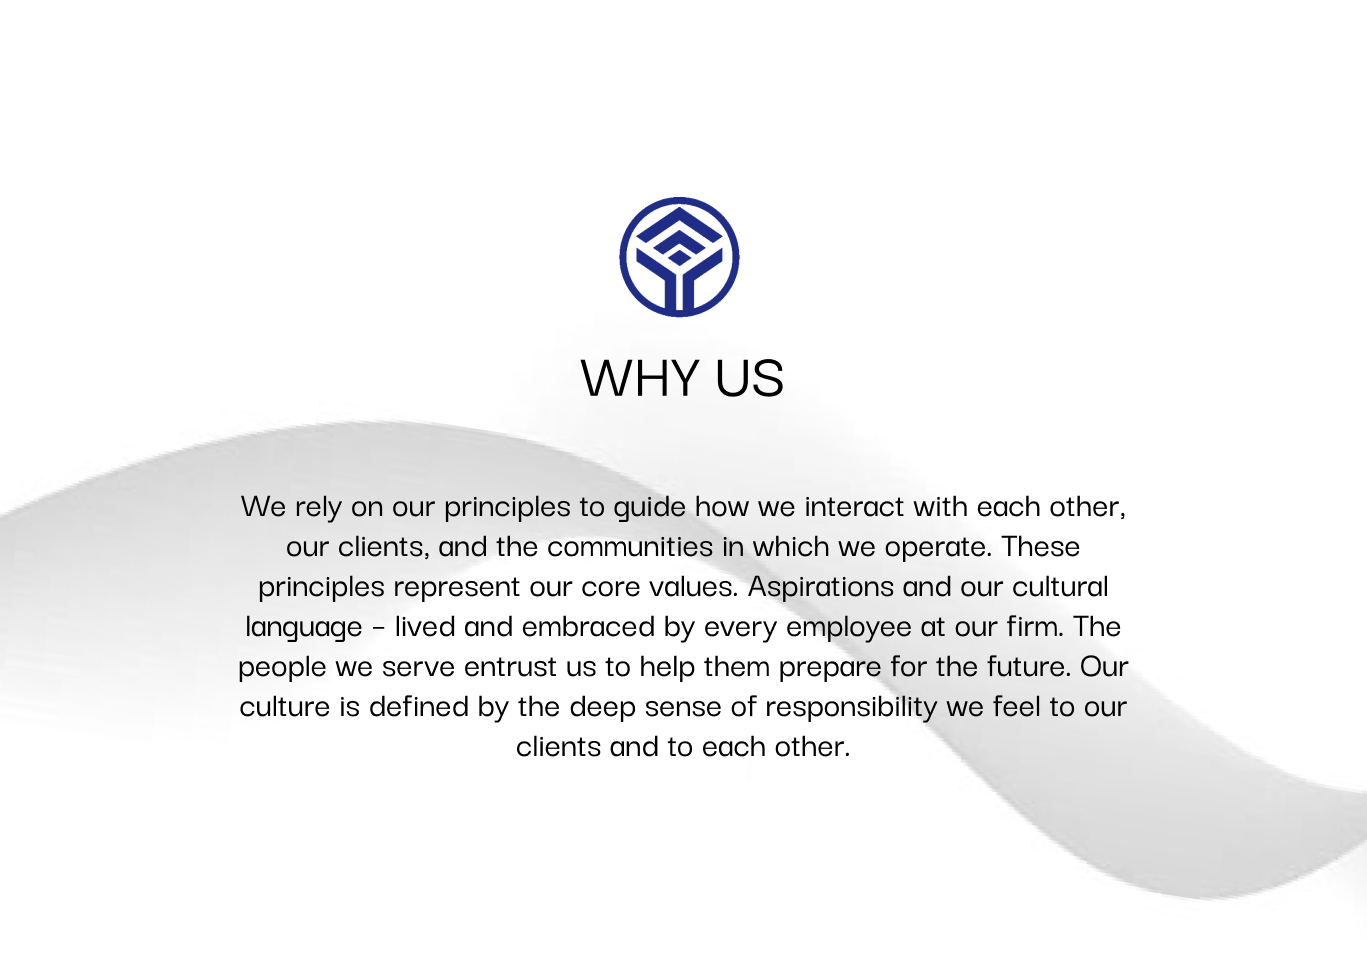 WHY US
We rely on our principles to guide how we interact with each other,
our clients, and the communities in which we operate. These
principles represent our core values. Aspirations and our cultural
language – lived and embraced by every employee at our firm. The
people we serve entrust us to help them prepare for the future. Our
culture is defined by the deep sense of responsibility we feel to our
clients and to each other.